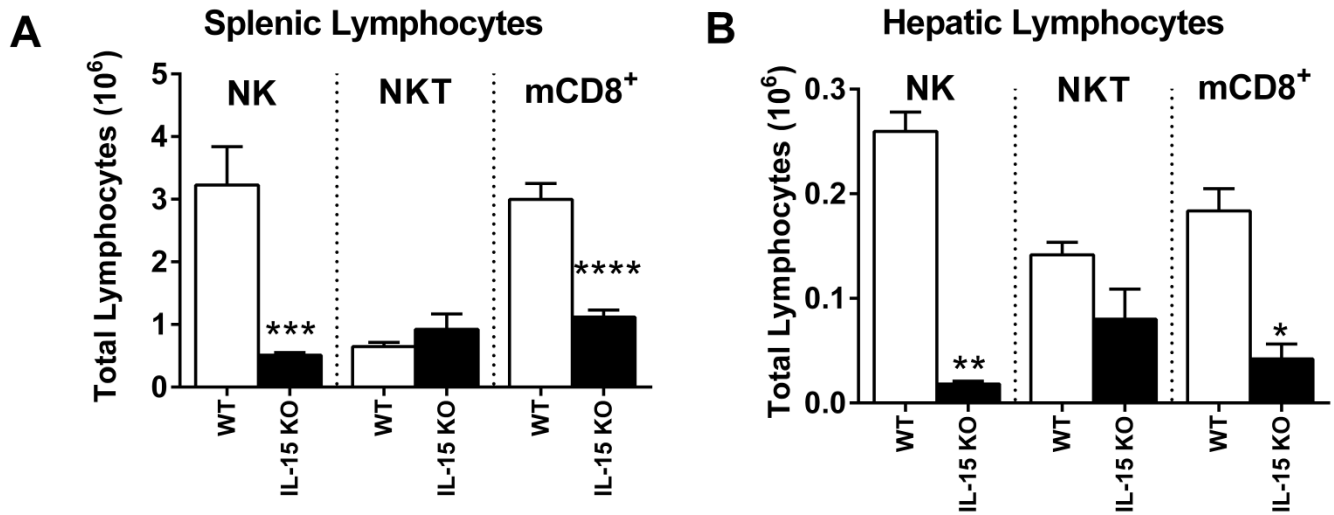 A
Splenic Lymphocytes
Total Lymphocytes (10⁶)
5
4
3
2
1
0
NK
NKT
mCD8⁺
***
****
WT
IL-15 KO
WT
IL-15 KO
WT
IL-15 KO
B
Hepatic Lymphocytes
Total Lymphocytes (10⁶)
0.3
0.2
0.1
0.0
NK
NKT
mCD8⁺
**
*
WT
IL-15 KO
WT
IL-15 KO
WT
IL-15 KO